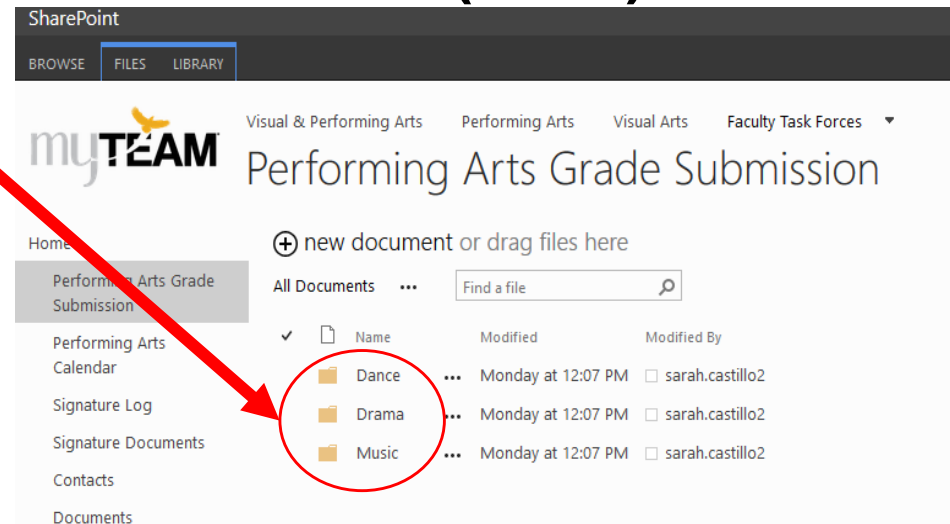 SharePoint
BROWSE FILES LIBRARY
myTEAM
Visual & Performing Arts Performing Arts Visual Arts Faculty Task Forces
Performing Arts Grade Submission
Home
Performing Arts Grade
Submission
Performing Arts
Calendar
Signature Log
Signature Documents
Contacts
Documents
new document or drag files here
All Documents ... Find a file
Name Modified Modified By
Dance ... Monday at 12:07 PM sarah.castillo2
Drama ... Monday at 12:07 PM sarah.castillo2
Music ... Monday at 12:07 PM sarah.castillo2